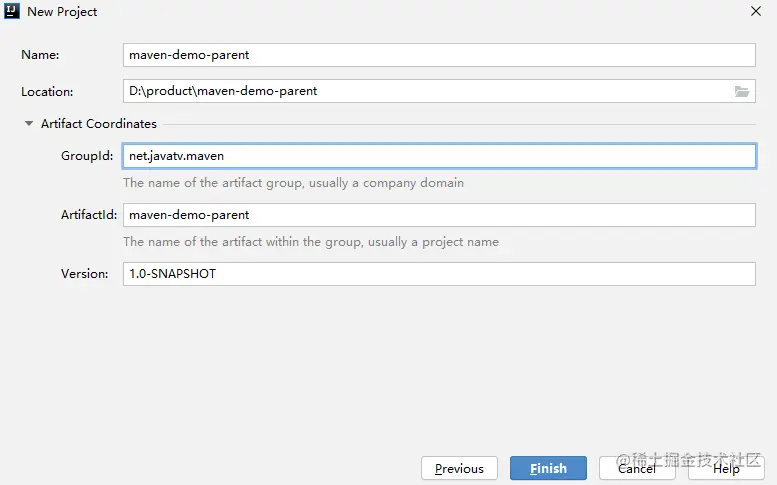 IJ New Project
Name: maven-demo-parent
Location: D:\product\maven-demo-parent
Artifact Coordinates
GroupId: net.javatv.maven
The name of the artifact group, usually a company domain
ArtifactId: maven-demo-parent
The name of the artifact within the group, usually a project name
Version: 1.0-SNAPSHOT
Previous Finish Cancel Help
@稀土掘金技术社区